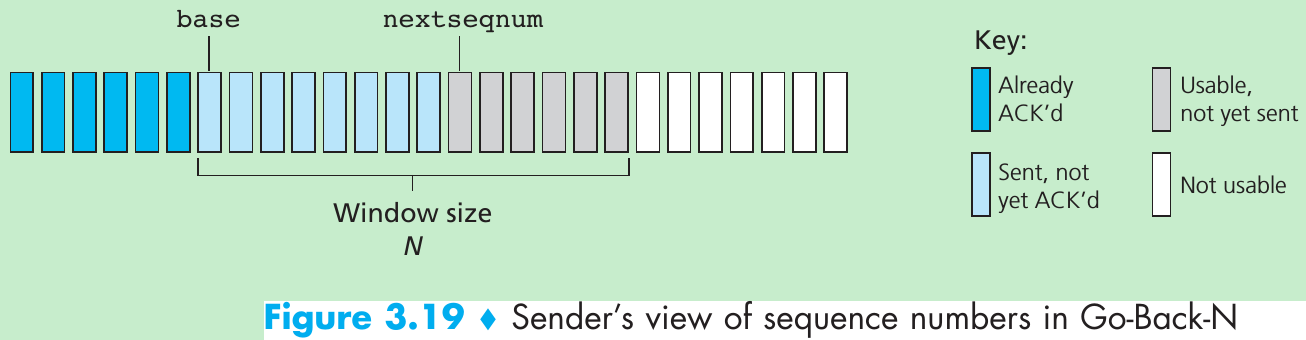 base
nextseqnum
Window size
N
Key:
Already
ACK’d
Sent, not
yet ACK’d
Usable,
not yet sent
Not usable
Figure 3.19 ♦ Sender’s view of sequence numbers in Go-Back-N